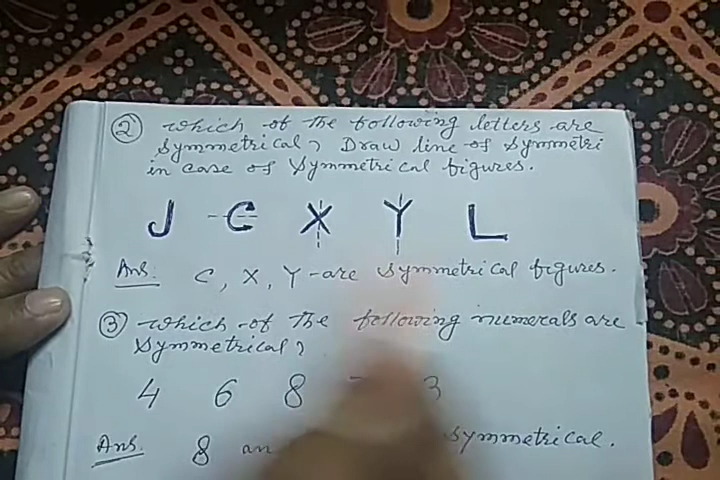 ② which of the following letters are
symmetrical? Draw line of symmetri
in case of symmetrical figures.
J C X Y L
Ans. C, X, Y - are symmetrical figures.
③ which of the following numerals are
symmetrical?
4 6 8 3
Ans. 8 symmetrical.